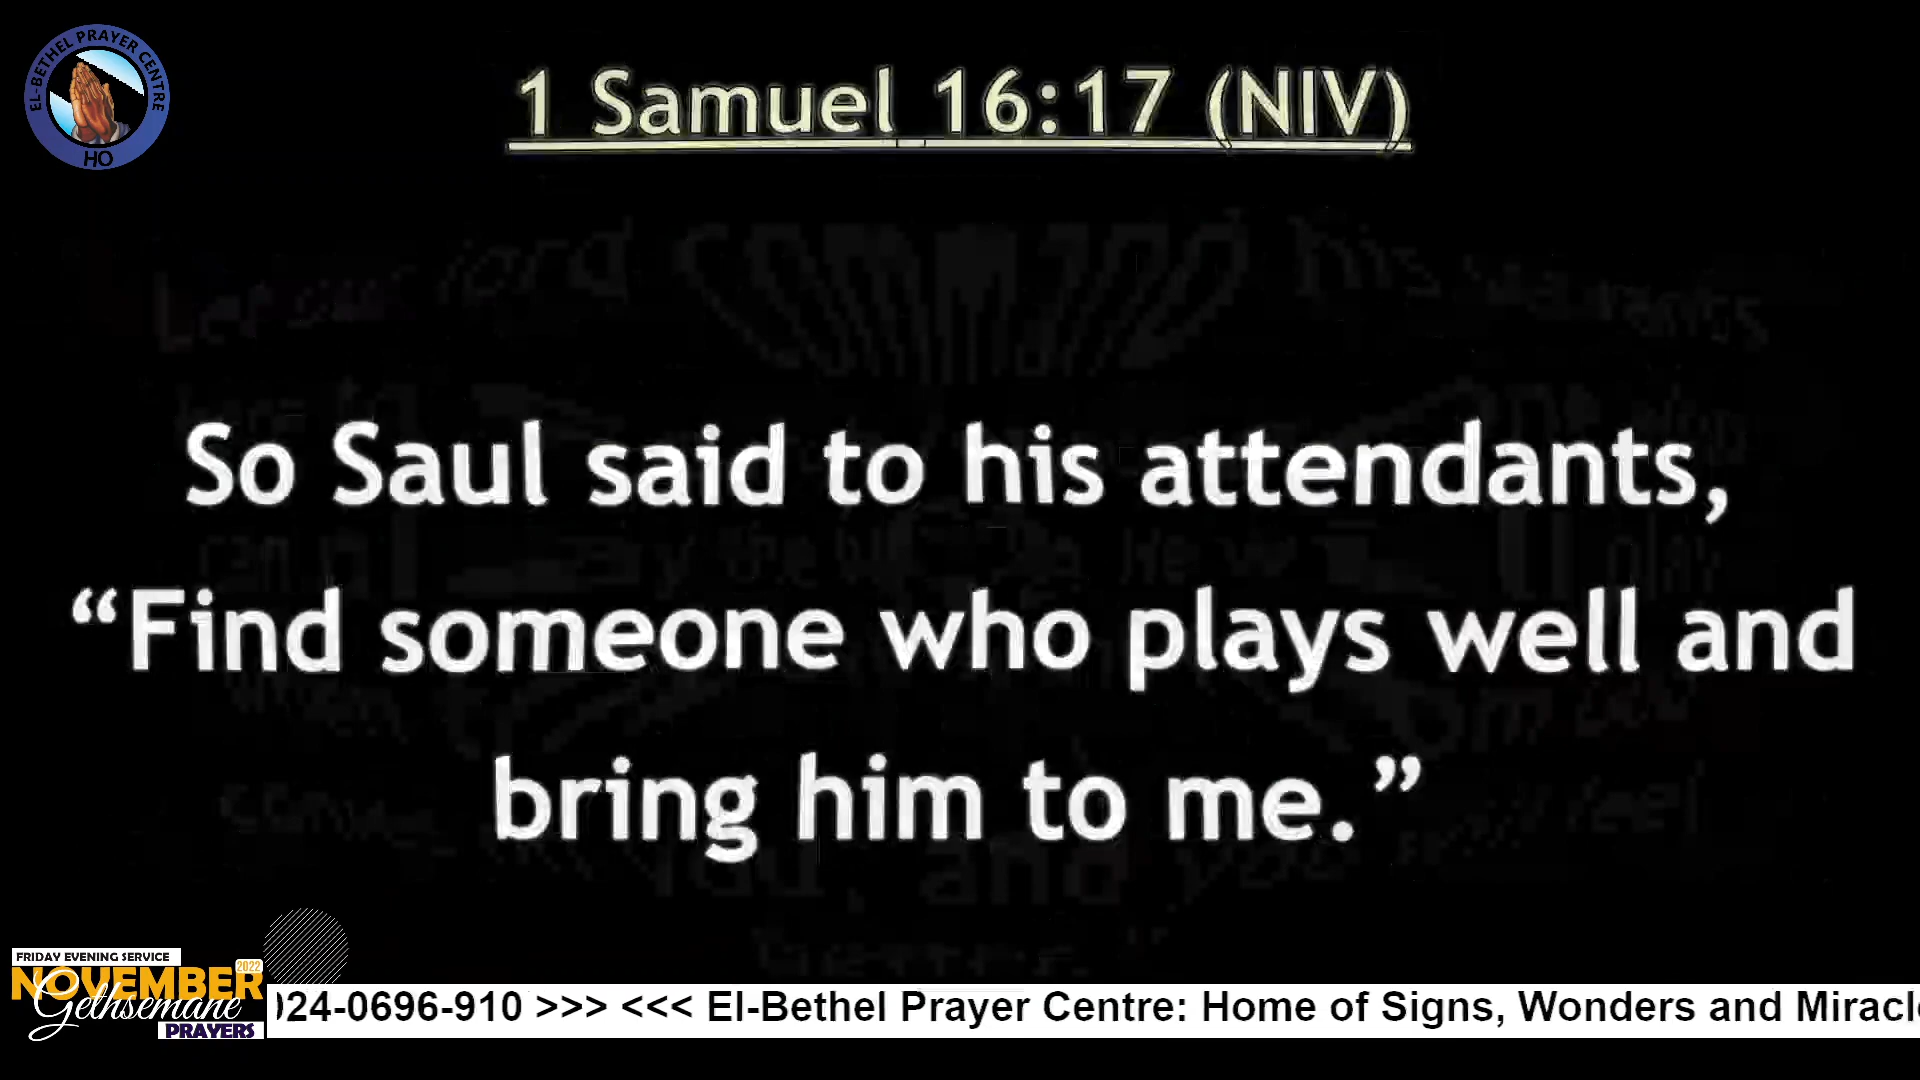 EL-BETHEL PRAYER CENTRE
HO
1 Samuel 16:17 (NIV)
So Saul said to his attendants,
“Find someone who plays well and
bring him to me.”
FRIDAY EVENING SERVICE
NOVEMBER 2022
Gethsemane
PRAYERS
024-0696-910 >>> <<< El-Bethel Prayer Centre: Home of Signs, Wonders and Miracle